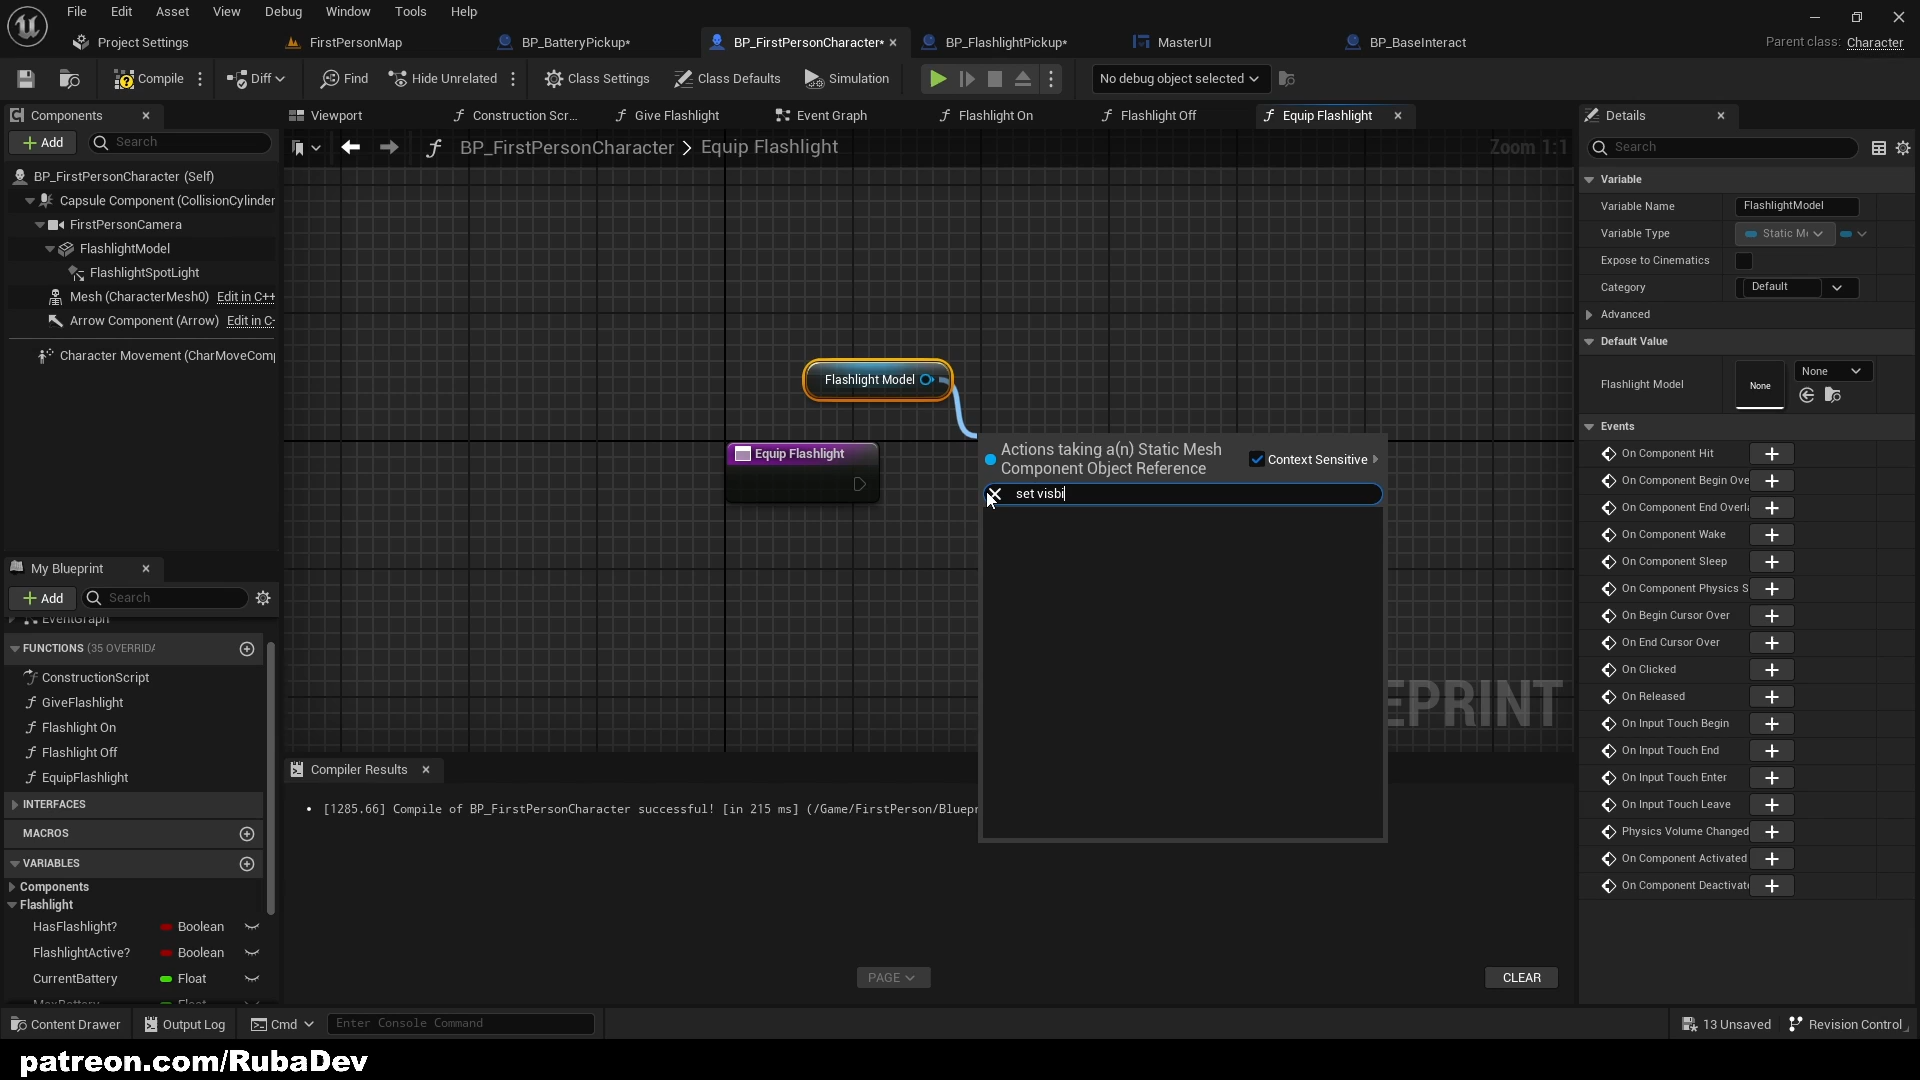 File Edit Asset View Debug Window Tools Help
Project Settings FirstPersonMap BP_BatteryPickup* BP_FirstPersonCharacter* BP_FlashlightPickup* MasterUI BP_BaseInteract Parent class: Character
Compile Diff Find Hide Unrelated Class Settings Class Defaults Simulation No debug object selected
Components
Add Search
BP_FirstPersonCharacter (Self)
Capsule Component (CollisionCylinder
FirstPersonCamera
FlashlightModel
FlashlightSpotLight
Mesh (CharacterMesh0) Edit in C++
Arrow Component (Arrow) Edit in C-
Character Movement (CharMoveComp
My Blueprint
Add Search
EventGraph
FUNCTIONS (35 OVERRIDA
ConstructionScript
GiveFlashlight
Flashlight On
Flashlight Off
EquipFlashlight
INTERFACES
MACROS
VARIABLES
Components
Flashlight
HasFlashlight? Boolean
FlashlightActive? Boolean
CurrentBattery Float
MaxBattery Float
Viewport Construction Scr... Give Flashlight Event Graph Flashlight On Flashlight Off Equip Flashlight
BP_FirstPersonCharacter > Equip Flashlight Zoom 1:1
Flashlight Model
Equip Flashlight
Actions taking a(n) Static Mesh
Component Object Reference
Context Sensitive
set visbi
EPRINT
Compiler Results
• [1285.66] Compile of BP_FirstPersonCharacter successful! [in 215 ms] (/Game/FirstPerson/Bluepr
PAGE CLEAR
Details
Search
Variable
Variable Name FlashlightModel
Variable Type Static M
Expose to Cinematics
Category Default
Advanced
Default Value
Flashlight Model None None
Events
On Component Hit
On Component Begin Ove
On Component End Overla
On Component Wake
On Component Sleep
On Component Physics S
On Begin Cursor Over
On End Cursor Over
On Clicked
On Released
On Input Touch Begin
On Input Touch End
On Input Touch Enter
On Input Touch Leave
Physics Volume Changed
On Component Activated
On Component Deactivate
Content Drawer Output Log Cmd Enter Console Command 13 Unsaved Revision Control
patreon.com/RubaDev